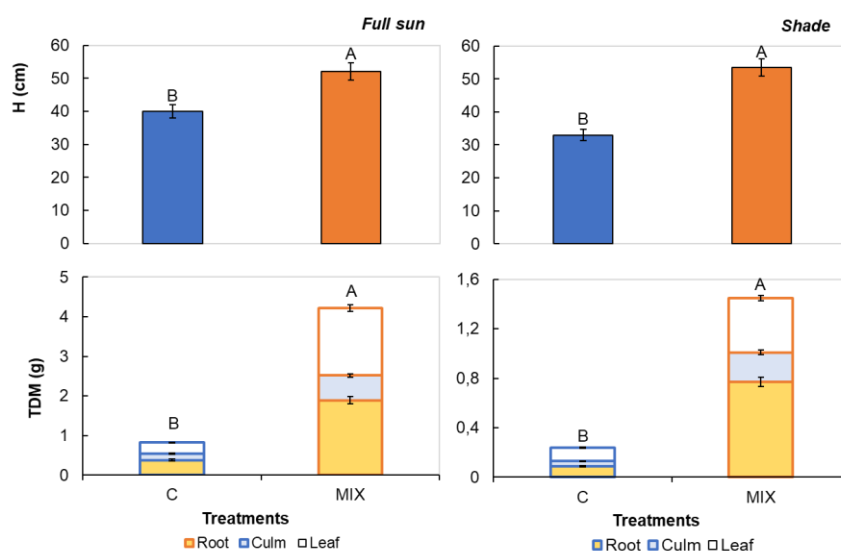 Full sun
H (cm)
60
50
40
30
20
10
0
B
A
Shade
60
50
40
30
20
10
0
B
A
TDM (g)
5
4
3
2
1
0
B
A
C
MIX
Treatments
Root Culm Leaf
1,6
1,2
0,8
0,4
0
B
A
C
MIX
Treatments
Root Culm Leaf